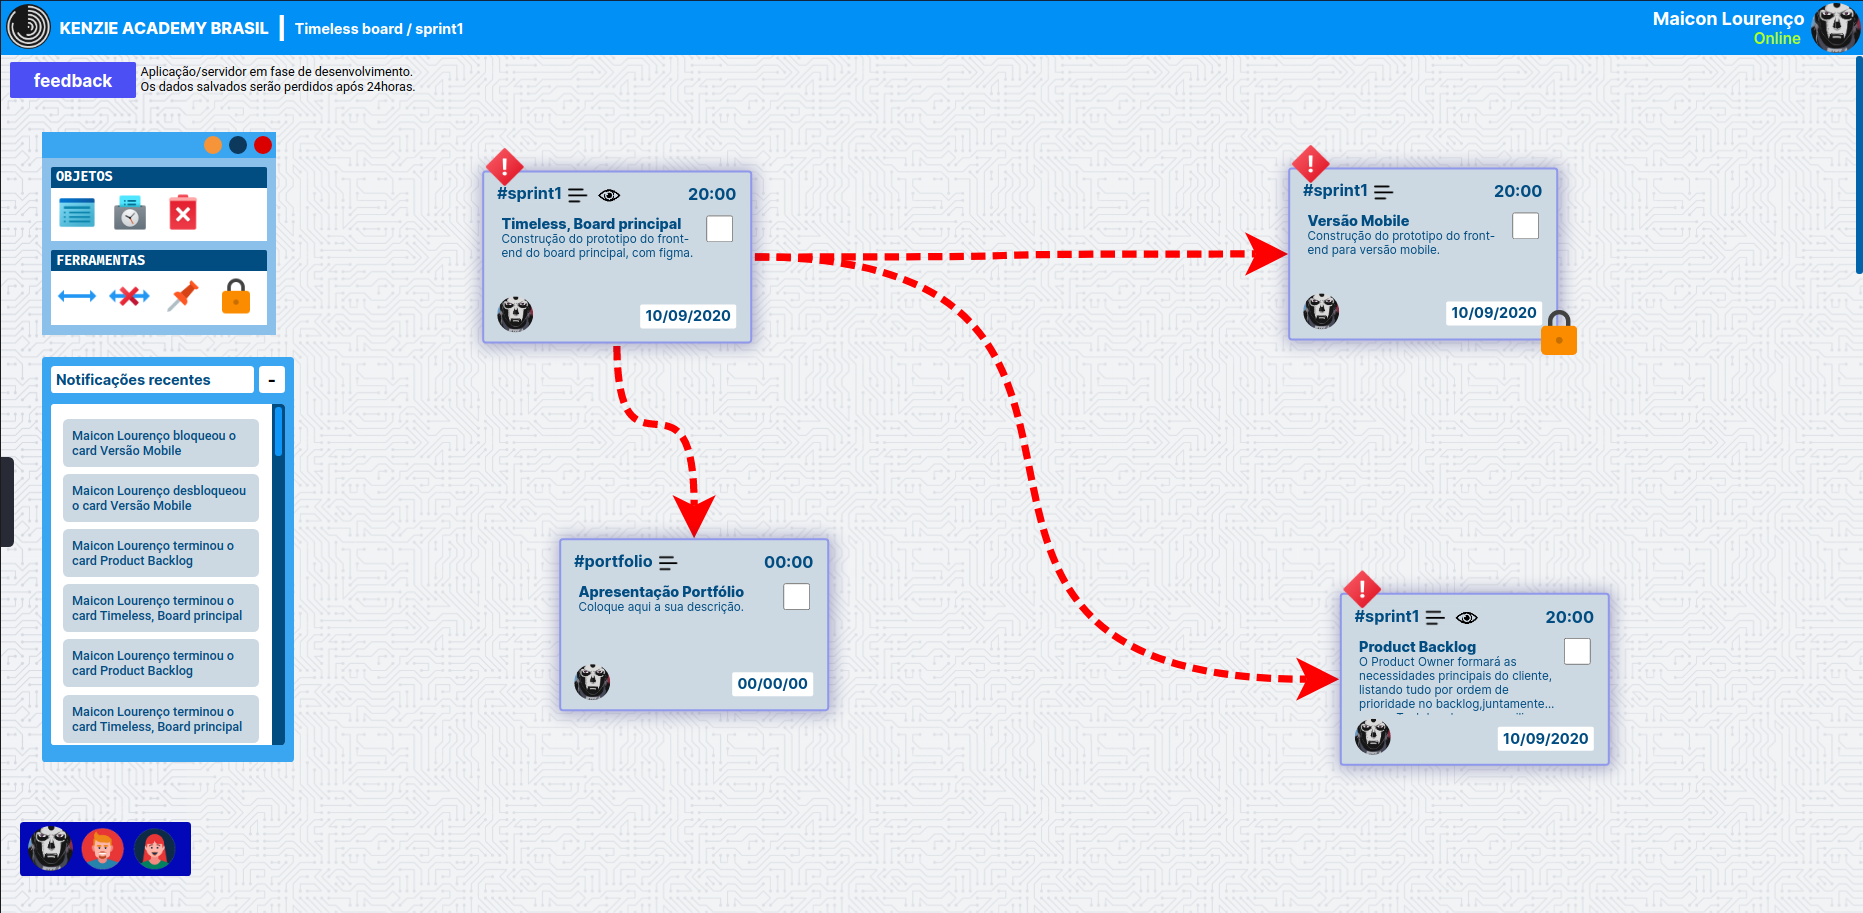 KENZIE ACADEMY BRASIL
Timeless board / sprint1
Maicon Lourenço
Online
feedback
Aplicação/servidor em fase de desenvolvimento.
Os dados salvados serão perdidos após 24horas.
OBJETOS
FERRAMENTAS
Notificações recentes
-
Maicon Lourenço bloqueou o
card Versão Mobile
Maicon Lourenço desbloqueou
o card Versão Mobile
Maicon Lourenço terminou o
card Product Backlog
Maicon Lourenço terminou o
card Timeless, Board principal
Maicon Lourenço terminou o
card Product Backlog
Maicon Lourenço terminou o
card Timeless, Board principal
#sprint1
20:00
Timeless, Board principal
Construção do prototipo do front-
end do board principal, com figma.
10/09/2020
#sprint1
20:00
Versão Mobile
Construção do prototipo do front-
end para versão mobile.
10/09/2020
#portfolio
00:00
Apresentação Portfólio
Coloque aqui a sua descrição.
00/00/00
#sprint1
20:00
Product Backlog
O Product Owner formará as
necessidades principais do cliente,
listando tudo por ordem de
prioridade no backlog,juntamente...
10/09/2020